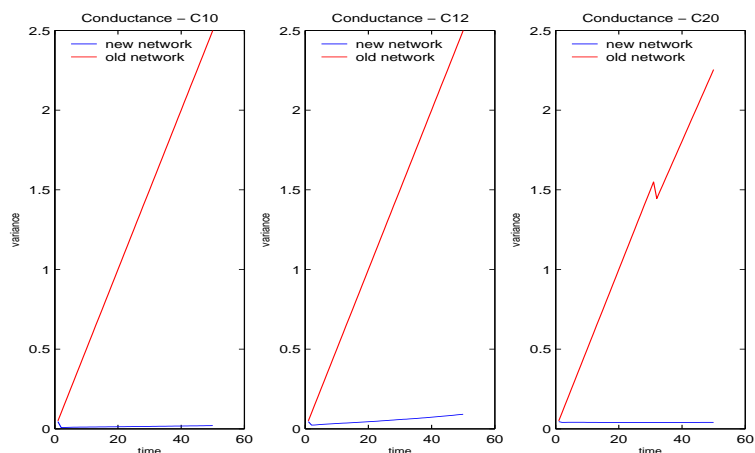 Conductance – C10
new network
old network
2.5
2
1.5
1
0.5
0
variance
0
20
40
60
time
Conductance – C12
new network
old network
2.5
2
1.5
1
0.5
0
variance
0
20
40
60
time
Conductance – C20
new network
old network
2.5
2
1.5
1
0.5
0
variance
0
20
40
60
time